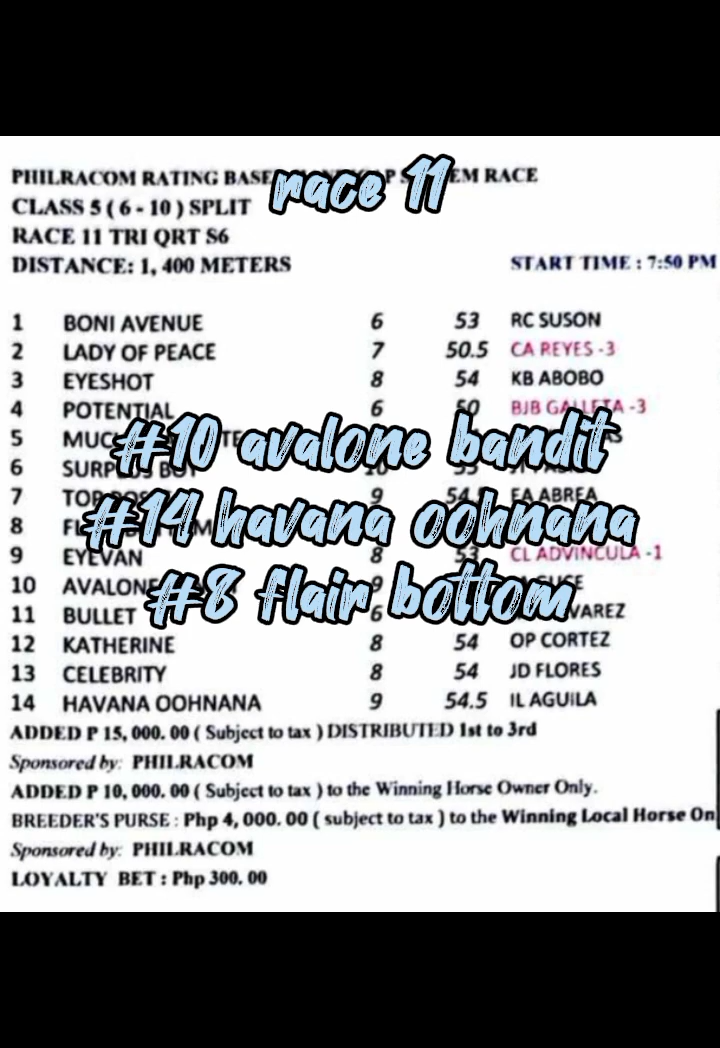 race 11
PHILRACOM RATING BASE EM RACE
CLASS 5 ( 6 - 10 ) SPLIT
RACE 11 TRI QRT S6
DISTANCE: 1, 400 METERS
START TIME : 7:50 PM
1 BONI AVENUE 6 53 RC SUSON
2 LADY OF PEACE 7 50.5 CA REYES -3
3 EYESHOT 8 54 KB ABOBO
4 POTENTIAL 6 50 BJB GALLETA -3
5
#10 avalone bandit
6 SURPLUS
7 9 EA ABREA
#14 havana oohnana
8
9 EYEVAN 8 53 CL ADVINCULA -1
10 AVALONE
#8 flair bottom
11 BULLET 6
12 KATHERINE 8 54 OP CORTEZ
13 CELEBRITY 8 54 JD FLORES
14 HAVANA OOHNANA 9 54.5 IL AGUILA
ADDED P 15, 000. 00 ( Subject to tax ) DISTRIBUTED 1st to 3rd
Sponsored by: PHILRACOM
ADDED P 10, 000. 00 ( Subject to tax ) to the Winning Horse Owner Only.
BREEDER'S PURSE : Php 4, 000. 00 ( subject to tax ) to the Winning Local Horse On
Sponsored by: PHILRACOM
LOYALTY BET : Php 300. 00